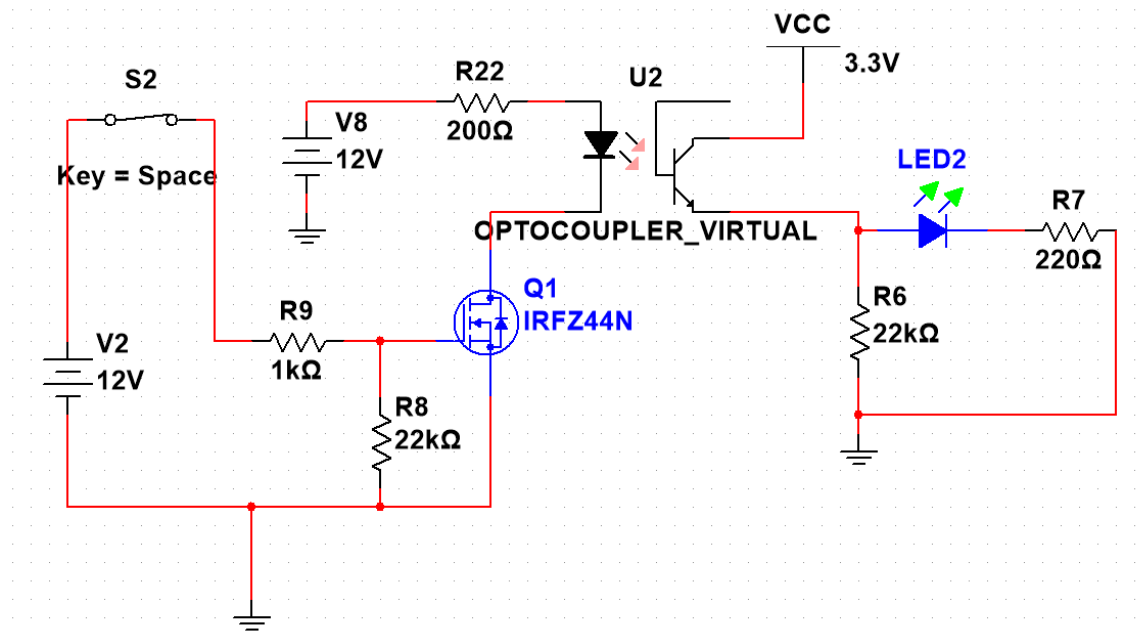 VCC
3.3V
S2
R22
U2
V8
200Ω
12V
Key = Space
LED2
R7
OPTOCOUPLER_VIRTUAL
220Ω
Q1
IRFZ44N
R9
R6
22kΩ
V2
1kΩ
12V
R8
22kΩ